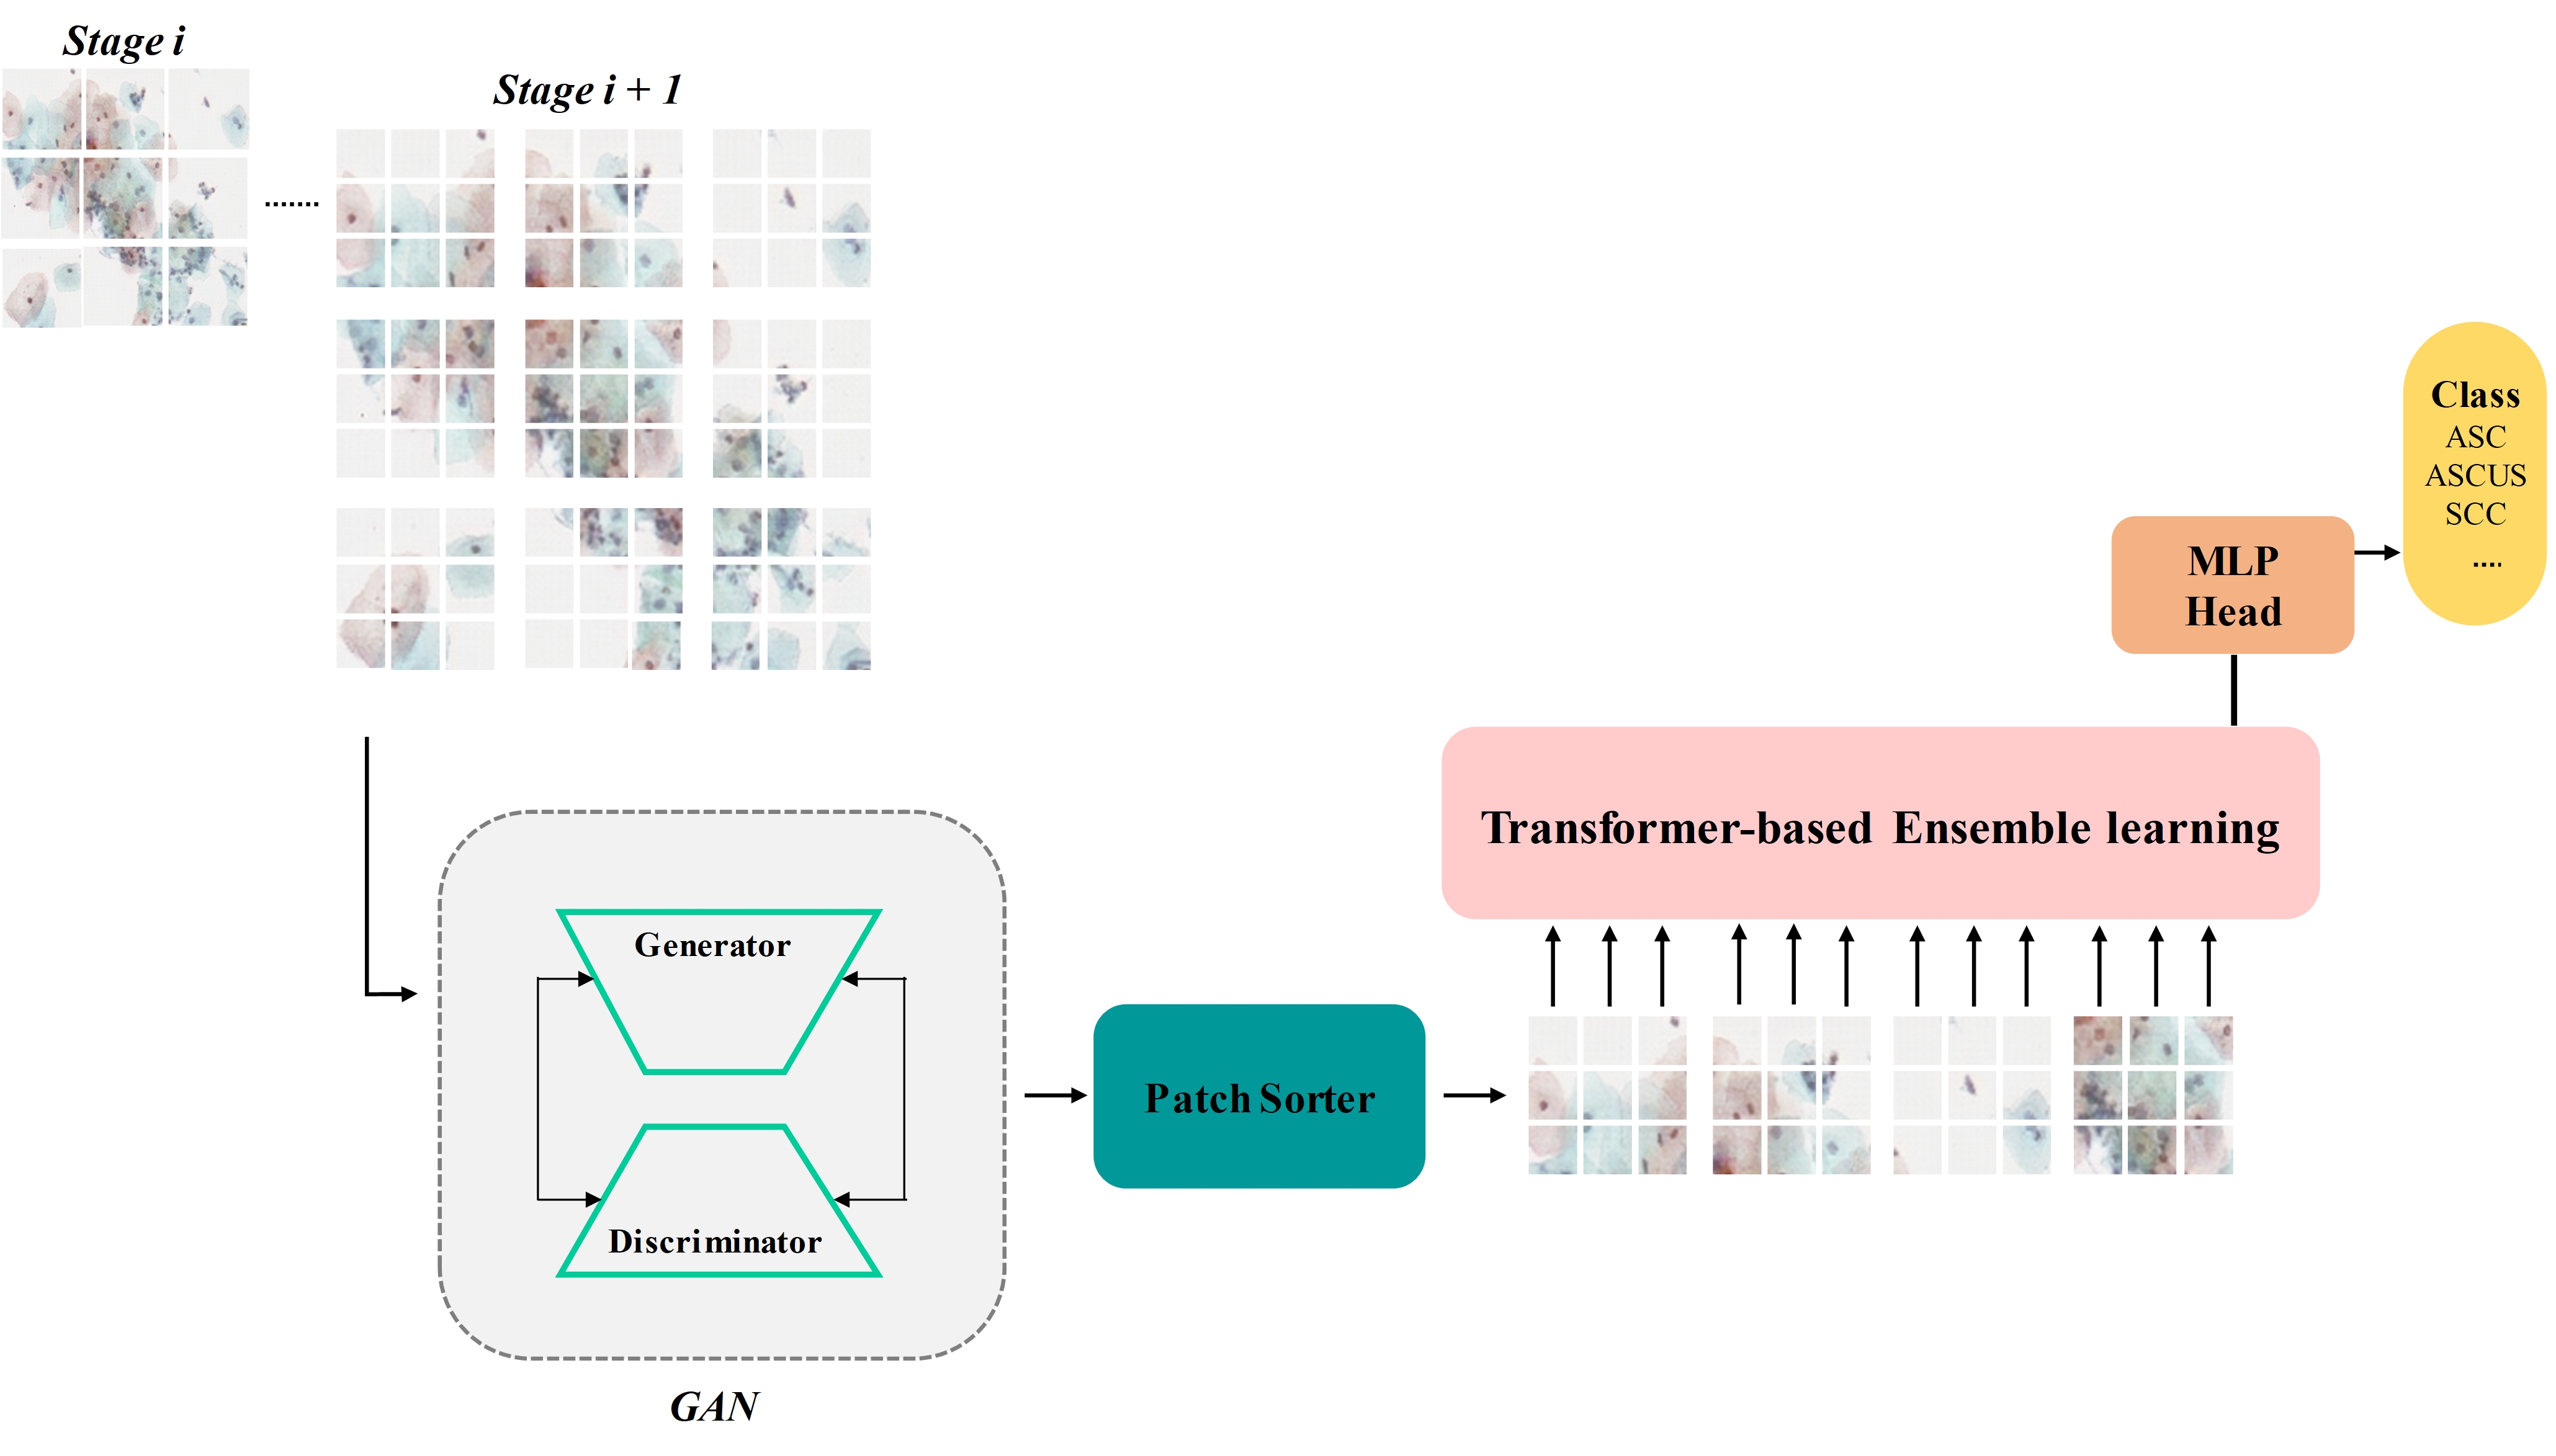 Stage i
Stage i + 1
.......
Generator
Discriminator
GAN
Patch Sorter
Transformer-based Ensemble learning
MLP
Head
Class
ASC
ASCUS
SCC
....